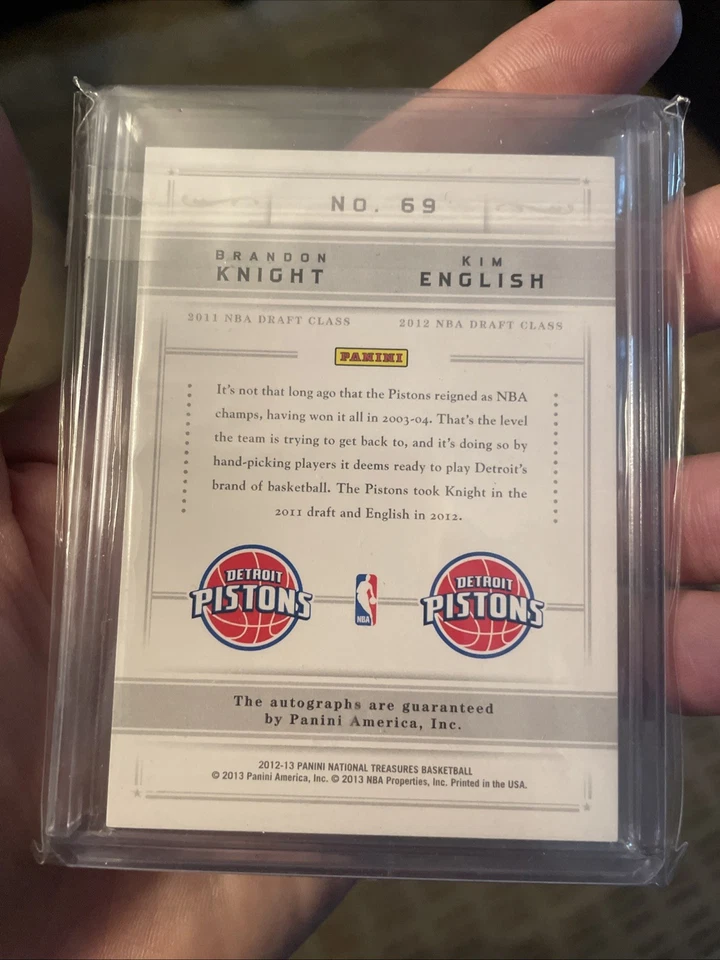 NO. 69
BRANDON
KNIGHT
KIM
ENGLISH
2011 NBA DRAFT CLASS
2012 NBA DRAFT CLASS
PANINI
It's not that long ago that the Pistons reigned as NBA
champs, having won it all in 2003-04. That's the level
the team is trying to get back to, and it's doing so by
hand-picking players it deems ready to play Detroit's
brand of basketball. The Pistons took Knight in the
2011 draft and English in 2012.
DETROIT
PISTONS
NBA
DETROIT
PISTONS
The autographs are guaranteed
by Panini America, Inc.
2012-13 PANINI NATIONAL TREASURES BASKETBALL
© 2013 Panini America, Inc. © 2013 NBA Properties, Inc. Printed in the USA.